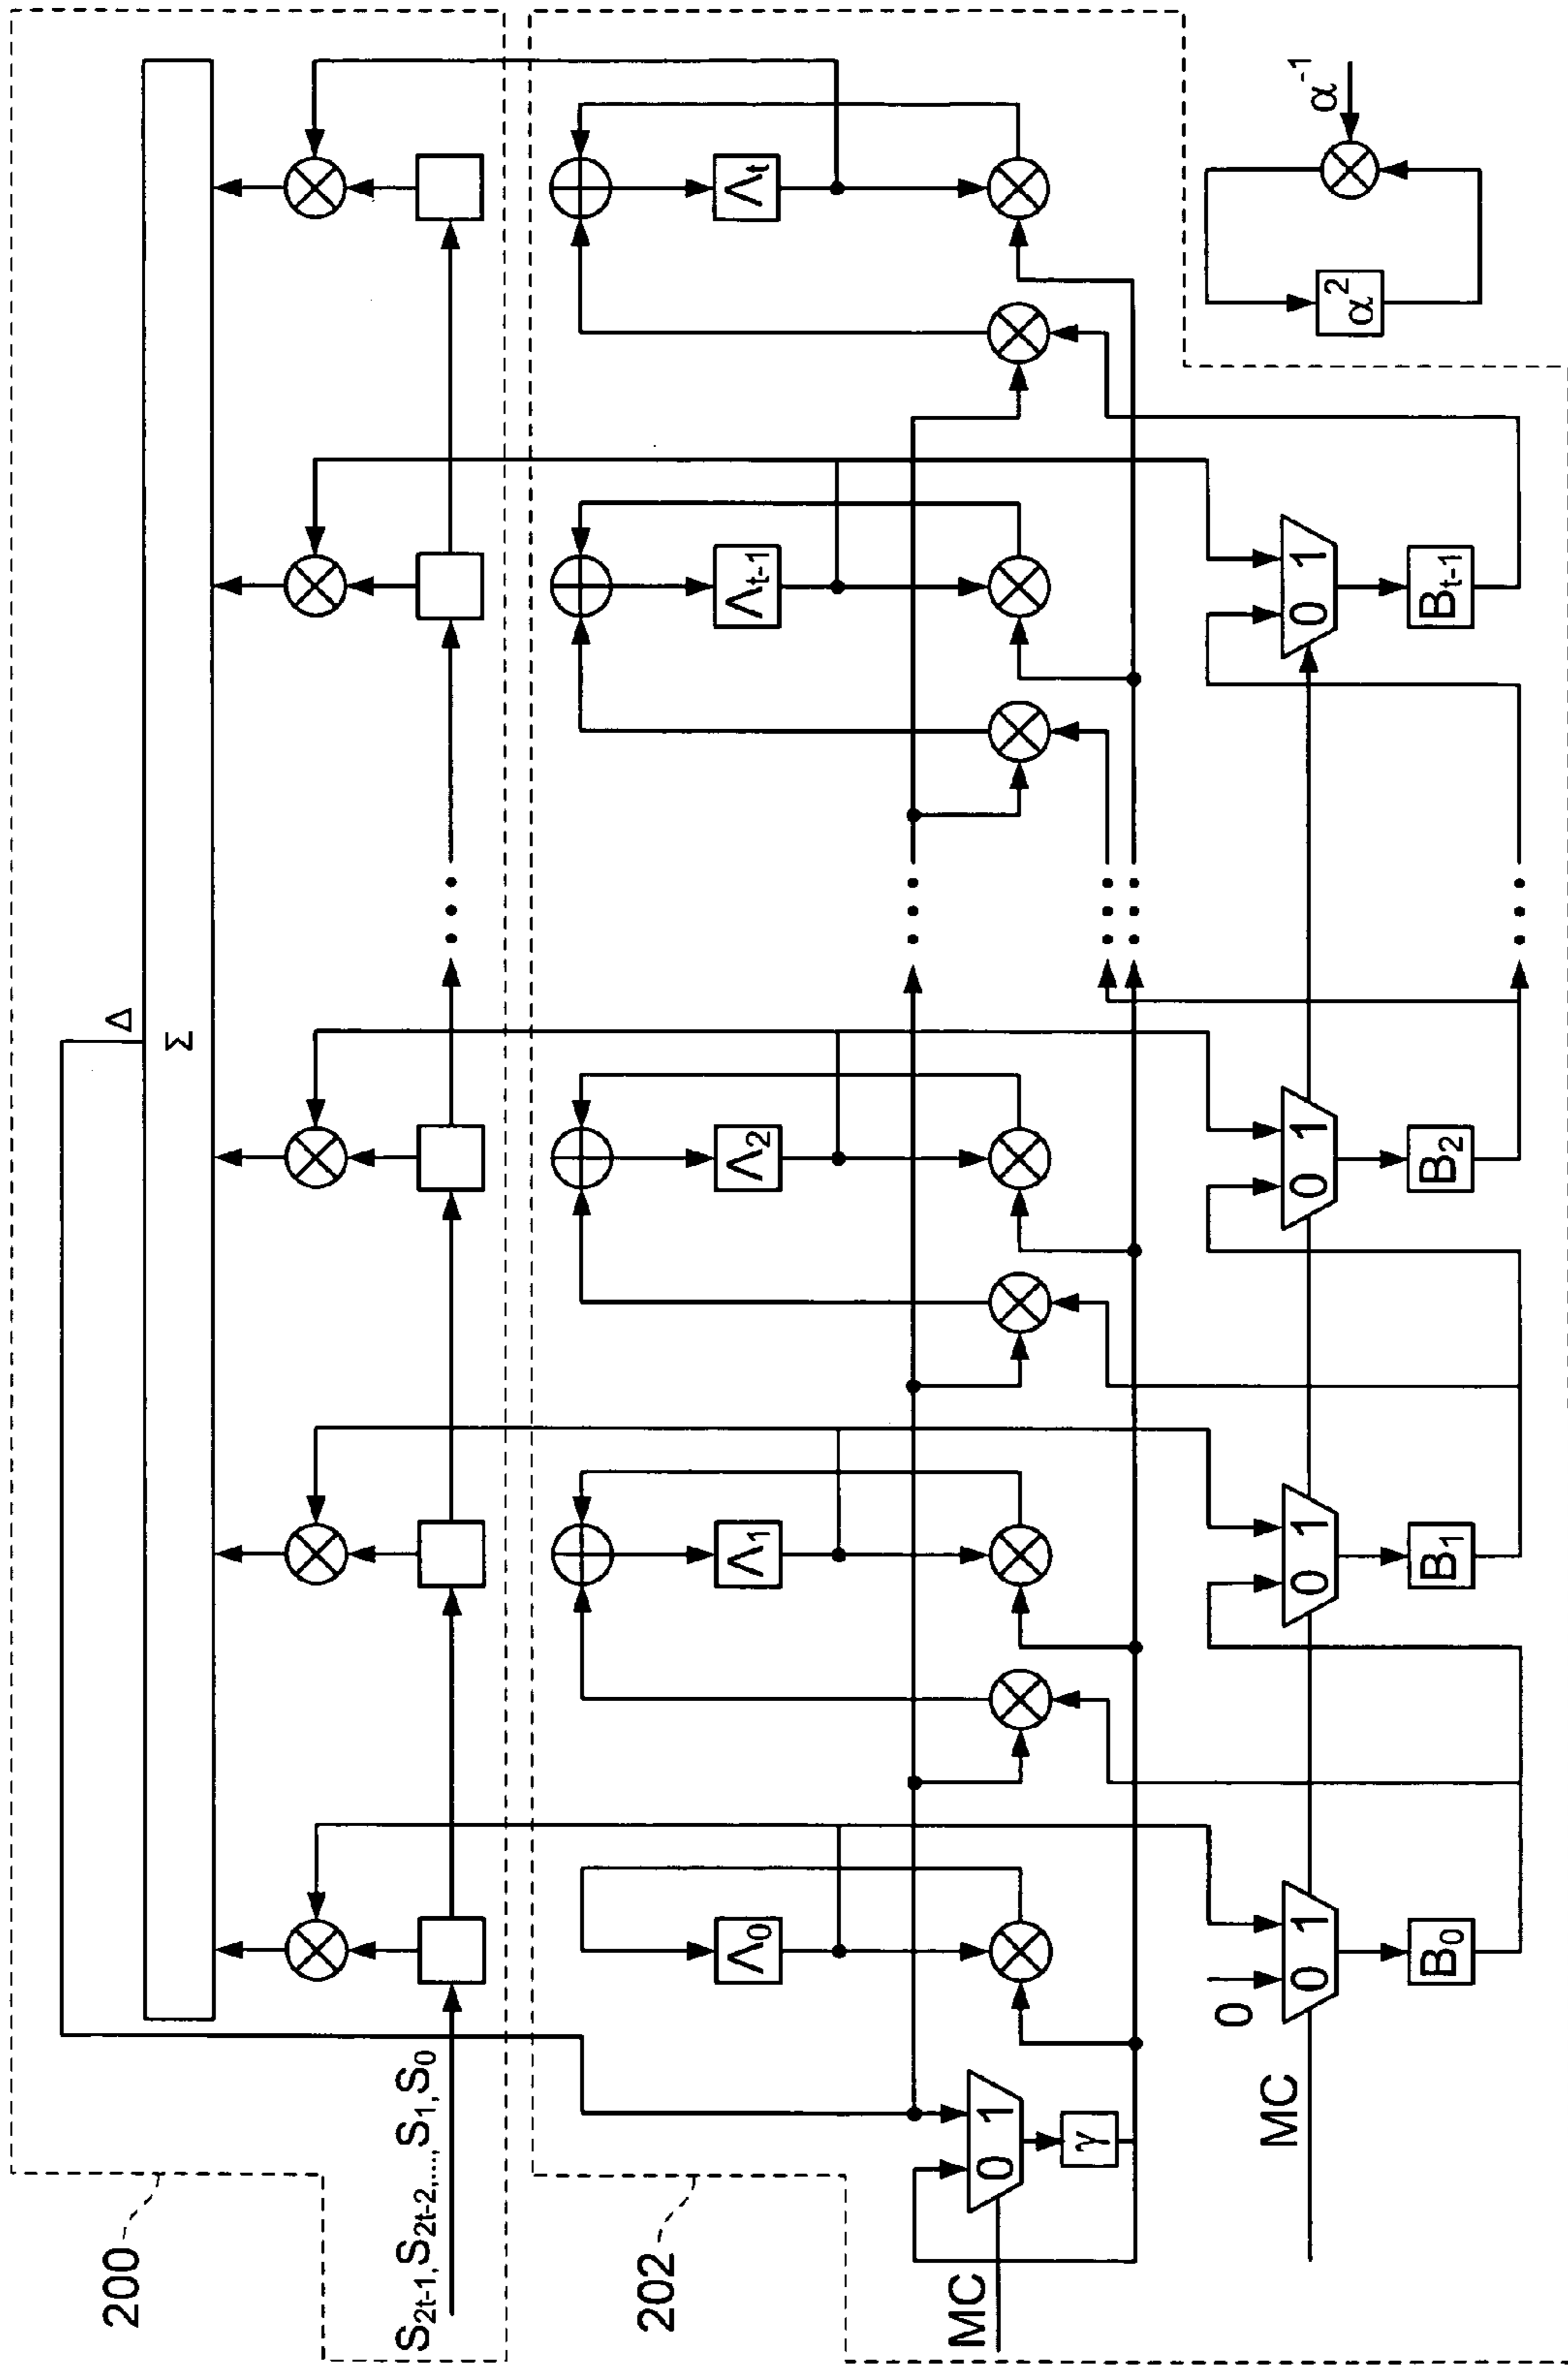 200
S₂ₜ₋₁, S₂ₜ₋₂,..., S₁, S₀
Δ
Σ
202
MC
0 1
γ
Λ₀
Λ₁
Λ₂
Λₜ₋₁
Λₜ
MC
0
0 1
0 1
0 1
0 1
B₀
B₁
B₂
Bₜ₋₁
α²
α⁻¹